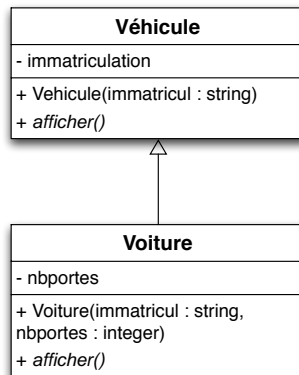 Véhicule
- immatriculation
+ Vehicule(immatricul : string)
+ afficher()
Voiture
- nbportes
+ Voiture(immatricul : string,
nbportes : integer)
+ afficher()